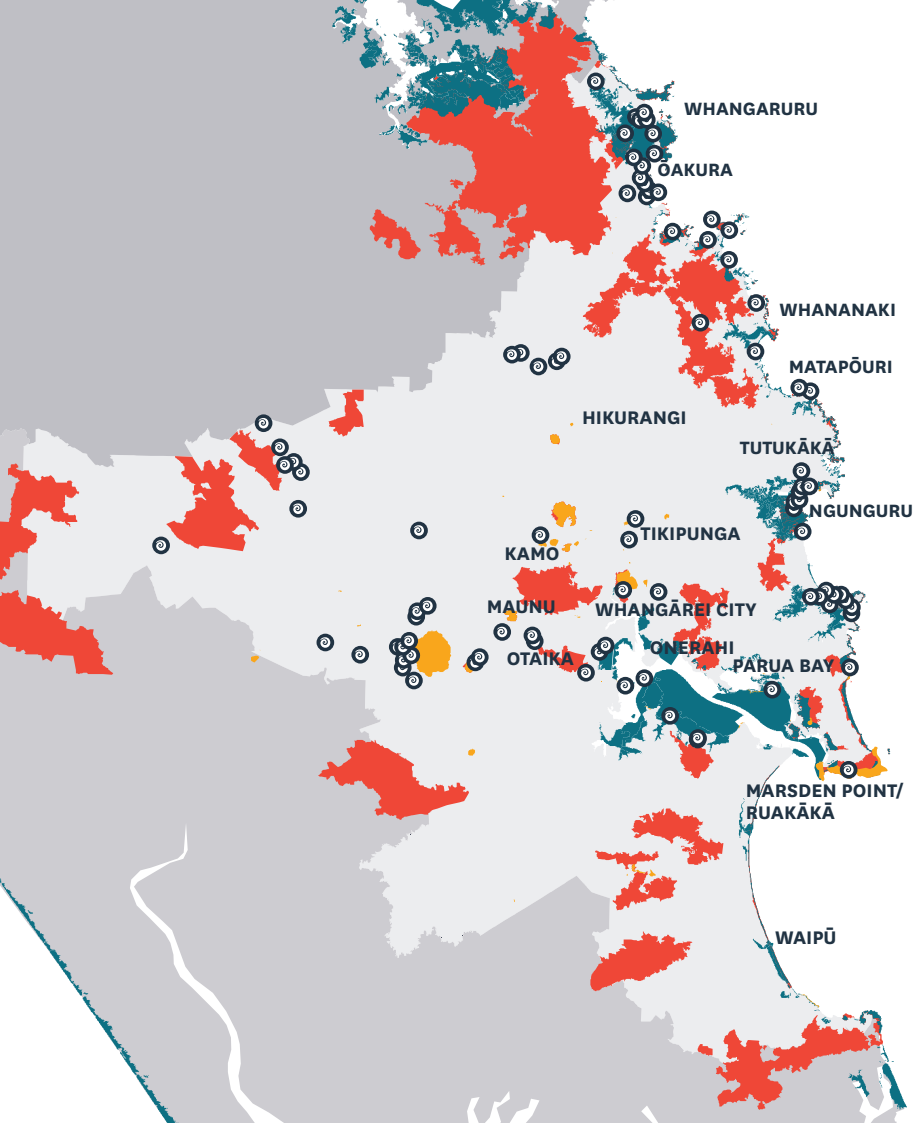 WHANGARURU
ŌAKURA
WHANANAKI
MATAPŌURI
HIKURANGI
TUTUKĀKĀ
NGUNGURU
TIKIPUNGA
KAMO
MAUNU
WHANGĀREI CITY
ONERAHI
OTAIKA
PARUA BAY
MARSDEN POINT/
RUAKĀKĀ
WAIPŪ